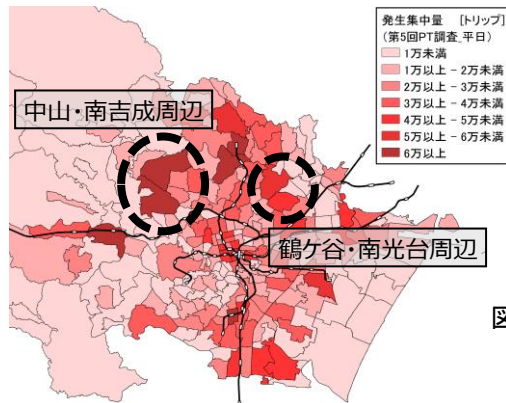 発生集中量 [トリップ]
(第5回PT調査_平日)
1万未満
1万以上 - 2万未満
2万以上 - 3万未満
3万以上 - 4万未満
4万以上 - 5万未満
5万以上 - 6万未満
6万以上
中山・南吉成周辺
鶴ケ谷・南光台周辺
図